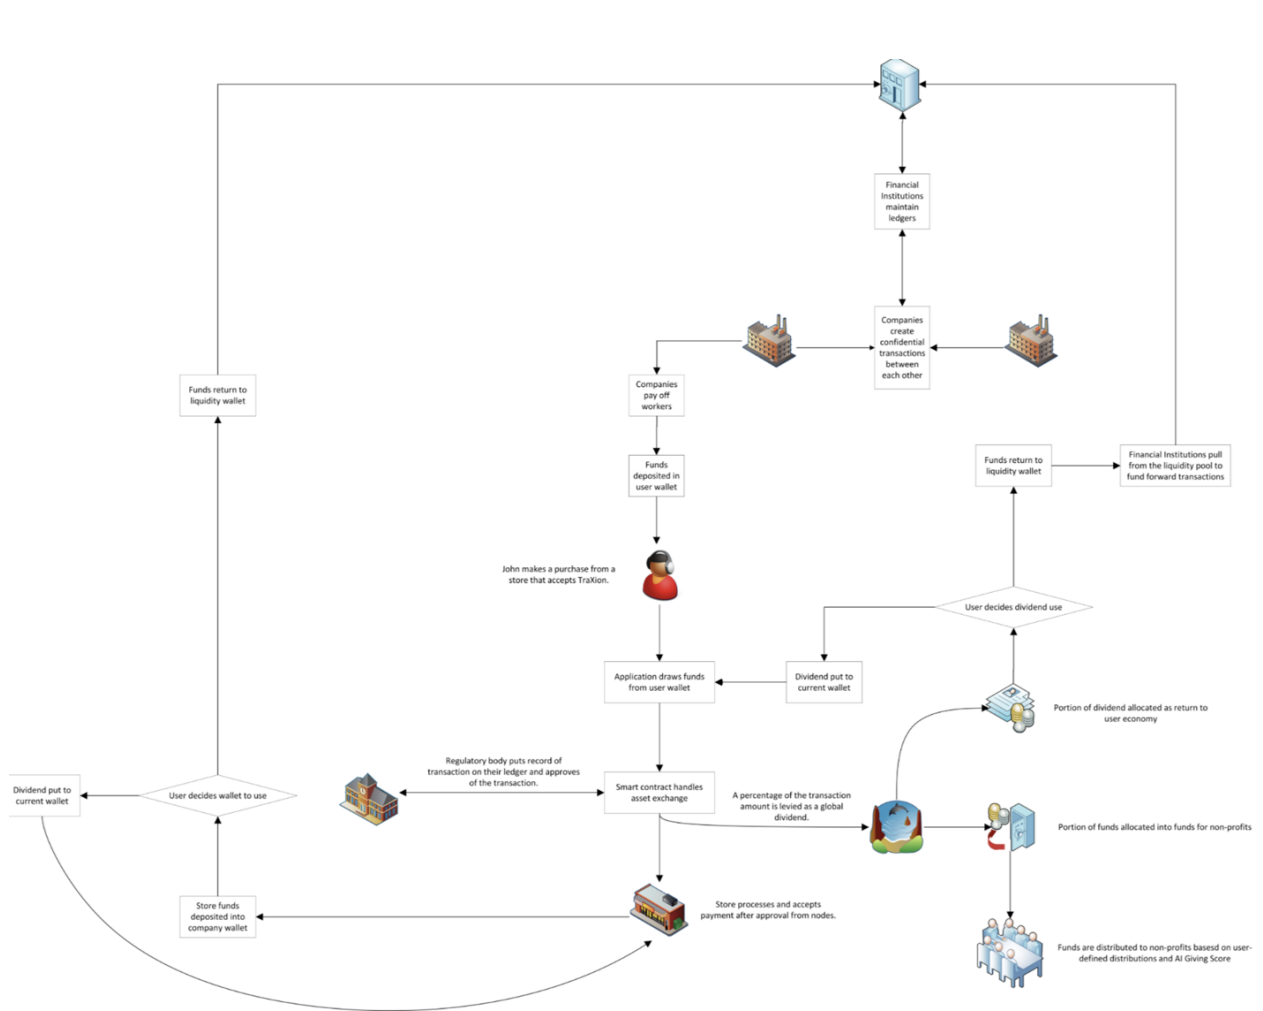 Financial
Institutions
maintain
ledgers
Companies
create
confidential
transactions
between
each other
Companies
pay off
workers
Funds return to
liquidity wallet
Funds
deposited in
user wallet
Funds return to
liquidity wallet
Financial Institutions pull
from the liquidity pool to
fund forward transactions
John makes a purchase from a
store that accepts TraXion.
User decides dividend use
Application draws funds
from user wallet
Dividend put to
current wallet
Portion of dividend allocated as return to
user economy
Regulatory body puts record of
transaction on their ledger and approves
of the transaction.
Smart contract handles
asset exchange
A percentage of the transaction
amount is levied as a global
dividend.
Dividend put to
current wallet
User decides wallet to use
Portion of funds allocated into funds for non-profits
Store funds
deposited into
company wallet
Store processes and accepts
payment after approval from nodes.
Funds are distributed to non-profits basesd on user-
defined distributions and AI Giving Score